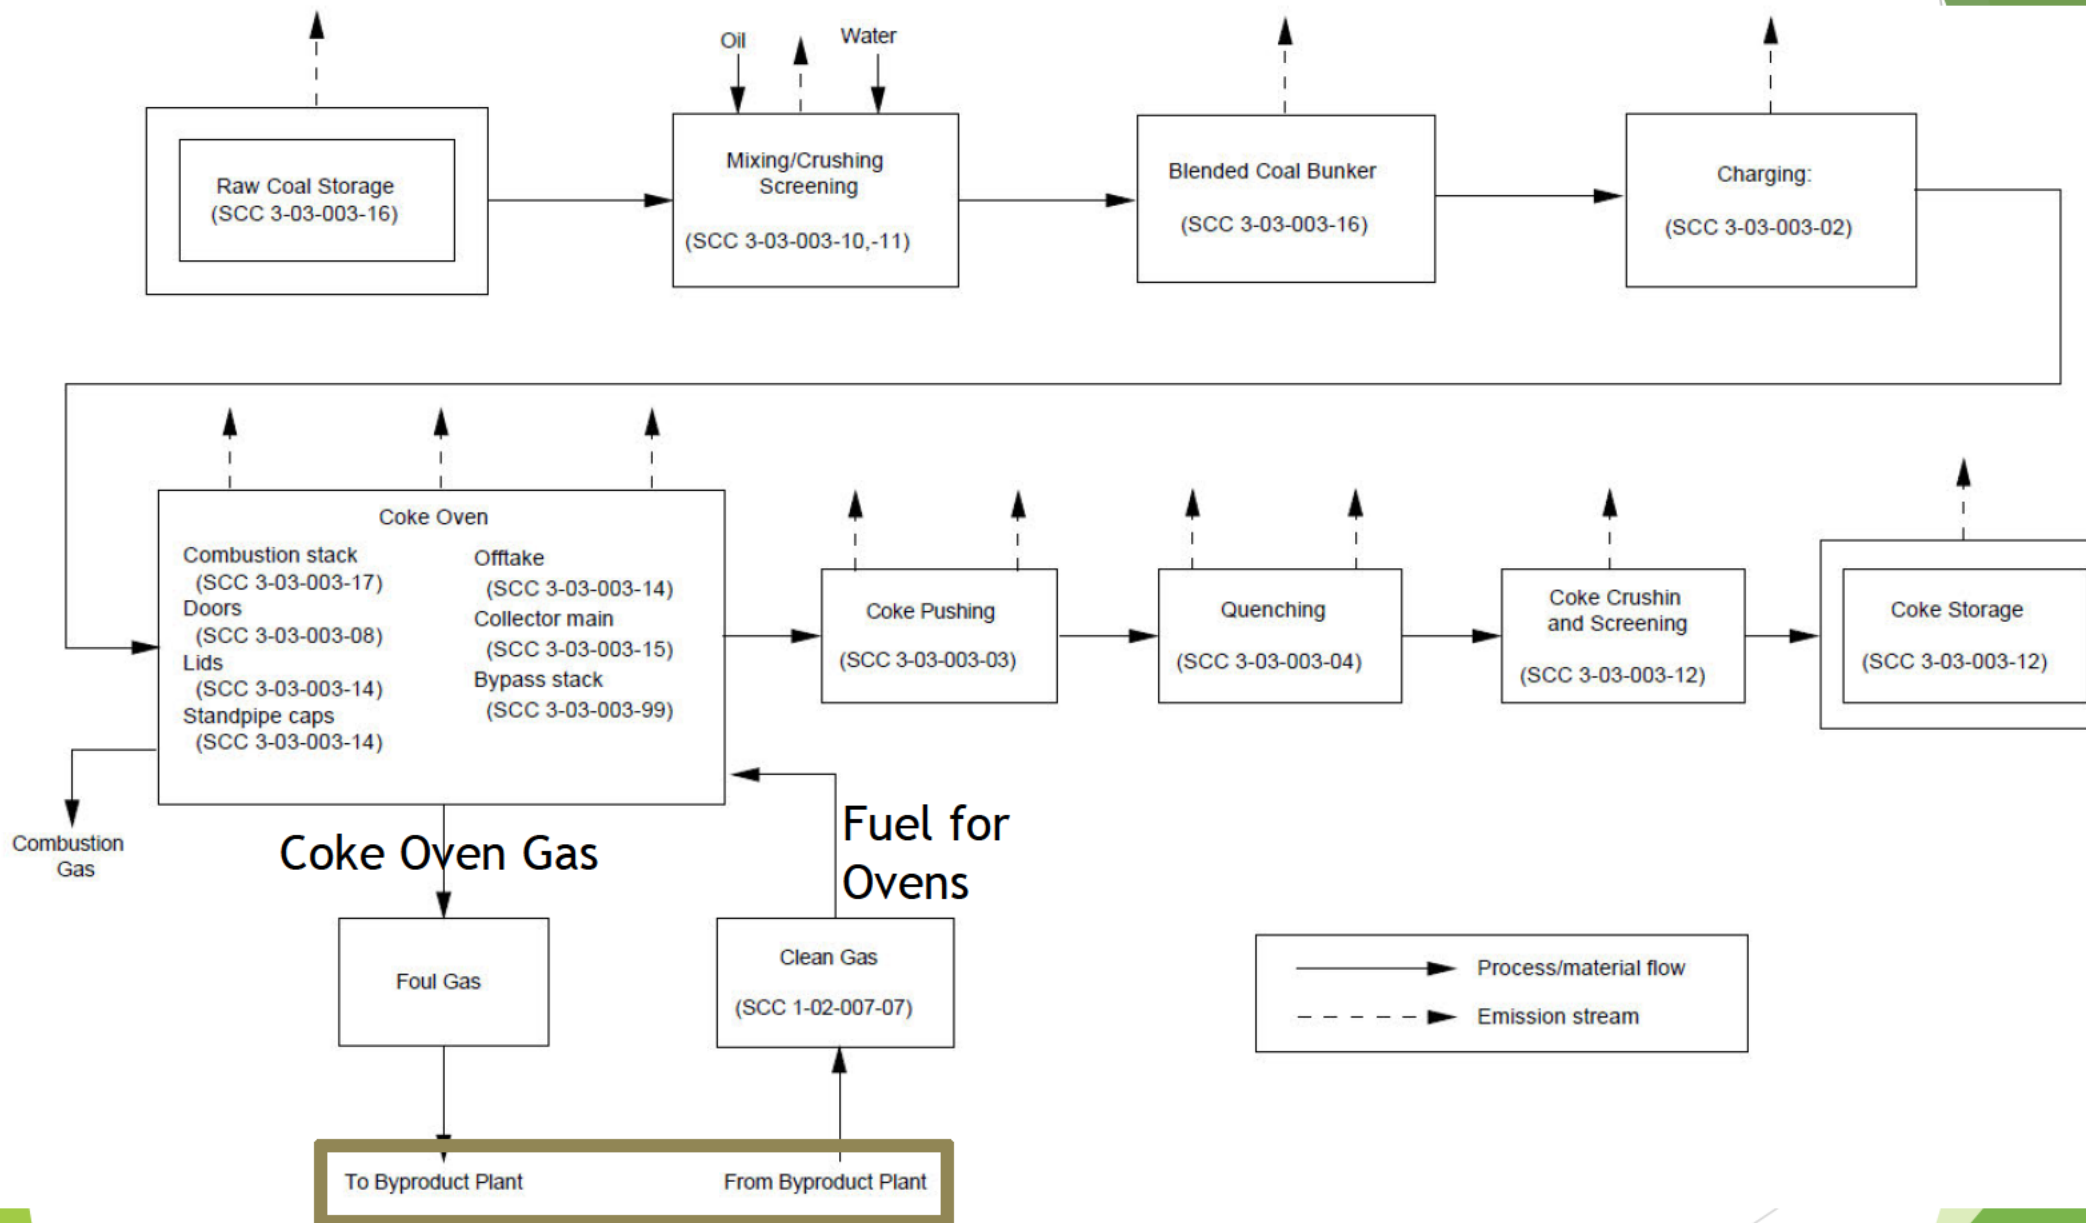 Oil
Water
Raw Coal Storage
(SCC 3-03-003-16)
Mixing/Crushing
Screening
(SCC 3-03-003-10,-11)
Blended Coal Bunker
(SCC 3-03-003-16)
Charging:
(SCC 3-03-003-02)
Coke Oven
Combustion stack
(SCC 3-03-003-17)
Doors
(SCC 3-03-003-08)
Lids
(SCC 3-03-003-14)
Standpipe caps
(SCC 3-03-003-14)
Offtake
(SCC 3-03-003-14)
Collector main
(SCC 3-03-003-15)
Bypass stack
(SCC 3-03-003-99)
Coke Pushing
(SCC 3-03-003-03)
Quenching
(SCC 3-03-003-04)
Coke Crushin
and Screening
(SCC 3-03-003-12)
Coke Storage
(SCC 3-03-003-12)
Combustion
Gas
Coke Oven Gas
Fuel for
Ovens
Foul Gas
Clean Gas
(SCC 1-02-007-07)
Process/material flow
Emission stream
To Byproduct Plant
From Byproduct Plant